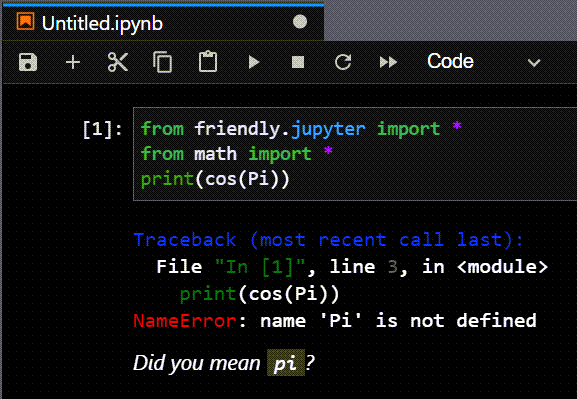 Untitled.ipynb
Code
[1]:
from friendly.jupyter import *
from math import *
print(cos(Pi))
Traceback (most recent call last):
File "In [1]", line 3, in <module>
print(cos(Pi))
NameError: name 'Pi' is not defined
Did you mean pi?